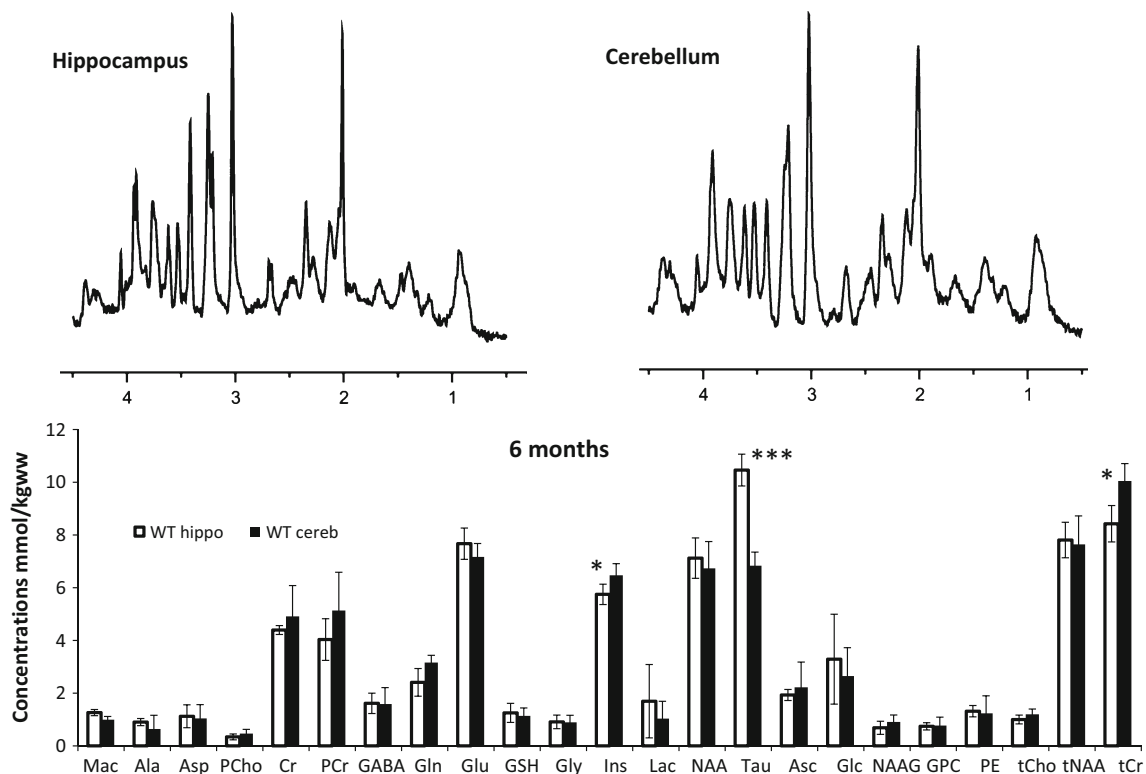 Hippocampus
Cerebellum
4 3 2 1
4 3 2 1
6 months
Concentrations mmol/kgww
12
10
8
6
4
2
0
WT hippo WT cereb
*
***
*
Mac Ala Asp PCho Cr PCr GABA Gln Glu GSH Gly Ins Lac NAA Tau Asc Glc NAAG GPC PE tCho tNAA tCr